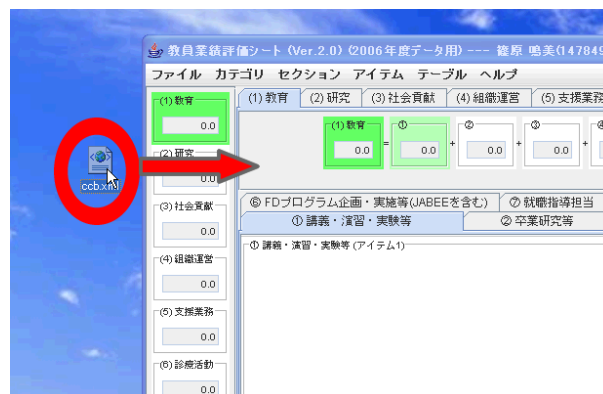 教員業績評価シート (Ver.2.0) (2006年度データ用) --- 篠原 鳴美(147849
ファイル カテゴリ セクション アイテム テーブル ヘルプ
(1) 教育
0.0
(2) 研究
0.0
(3) 社会貢献
0.0
(4) 組織運営
0.0
(5) 支援業務
0.0
(6) 診療活動
0.0
ccb.xml
(1) 教育 (2) 研究 (3) 社会貢献 (4) 組織運営 (5) 支援業務
(1) 教育 ① ② ③ ④
0.0 = 0.0 + 0.0 + 0.0 + 0
⑥ FDプログラム企画・実施等(JABEEを含む) ⑦ 就職指導担当
① 講義・演習・実験等 ② 卒業研究等
① 講義・演習・実験等 (アイテム1)